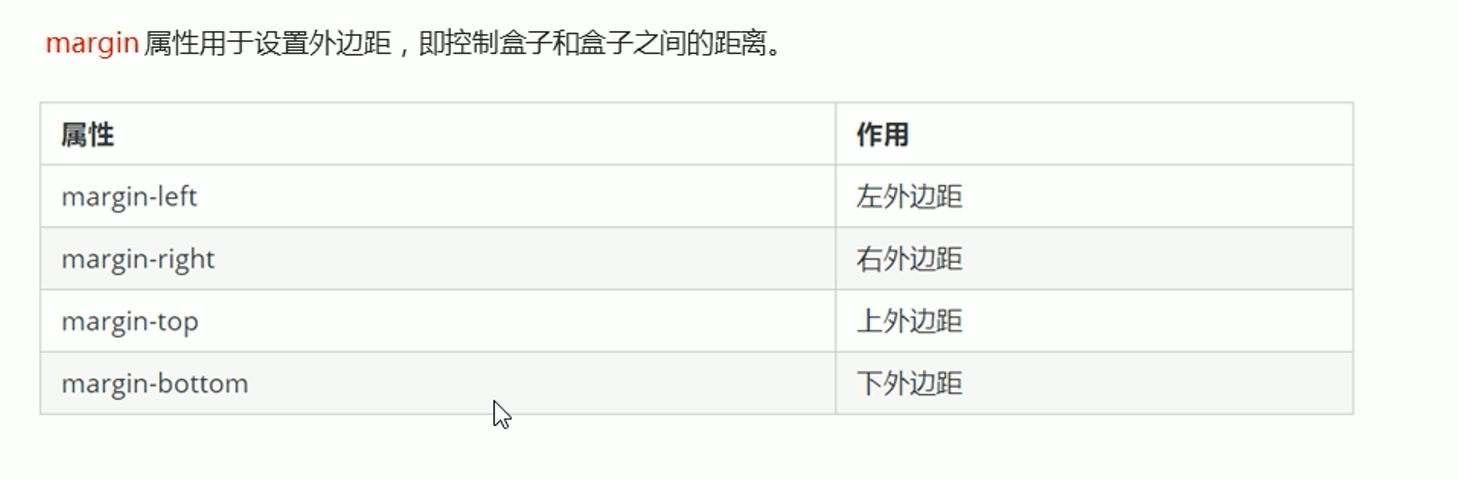 margin 属性用于设置外边距，即控制盒子和盒子之间的距离。
属性 作用
margin-left 左外边距
margin-right 右外边距
margin-top 上外边距
margin-bottom 下外边距